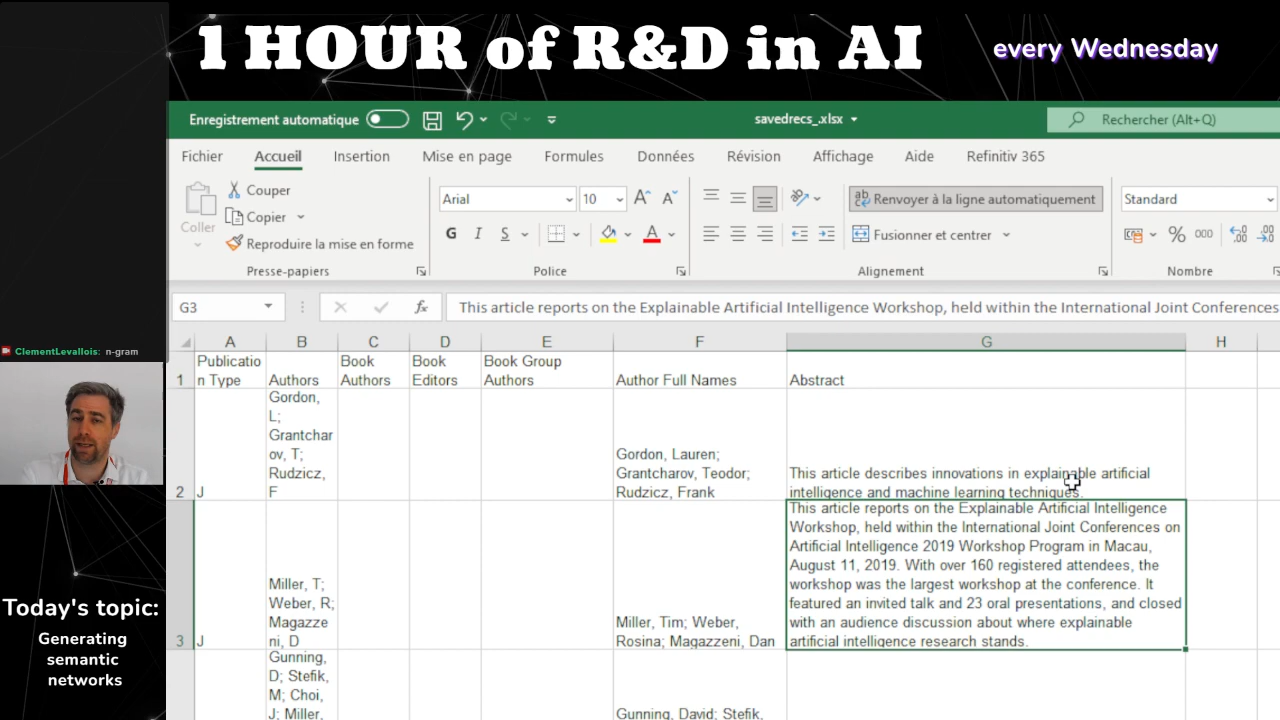 1 HOUR of R&D in AI
every Wednesday
Enregistrement automatique
savedrecs_.xlsx
Rechercher (Alt+Q)
Fichier Accueil Insertion Mise en page Formules Données Révision Affichage Aide Refinitiv 365
Coller
Couper
Copier
Reproduire la mise en forme
Presse-papiers
Arial 10
G I S
Police
Renvoyer à la ligne automatiquement
Fusionner et centrer
Alignement
Standard
% 000
Nombre
G3
fx
This article reports on the Explainable Artificial Intelligence Workshop, held within the International Joint Conferences
A B C D E F G H
1
Publicatio
n Type
Authors
Book
Authors
Book
Editors
Book Group
Authors
Author Full Names
Abstract
2
J
Gordon,
L;
Grantchar
ov, T;
Rudzicz,
F
Gordon, Lauren;
Grantcharov, Teodor;
Rudzicz, Frank
This article describes innovations in explainable artificial
intelligence and machine learning techniques.
3
J
Miller, T;
Weber, R;
Magazze
ni, D
Miller, Tim; Weber,
Rosina; Magazzeni, Dan
This article reports on the Explainable Artificial Intelligence
Workshop, held within the International Joint Conferences on
Artificial Intelligence 2019 Workshop Program in Macau,
August 11, 2019. With over 160 registered attendees, the
workshop was the largest workshop at the conference. It
featured an invited talk and 23 oral presentations, and closed
with an audience discussion about where explainable
artificial intelligence research stands.
Gunning,
D; Stefik,
M; Choi,
J; Miller,
Gunning, David; Stefik,
ClementLevallois: n-gram
Today's topic:
Generating
semantic
networks